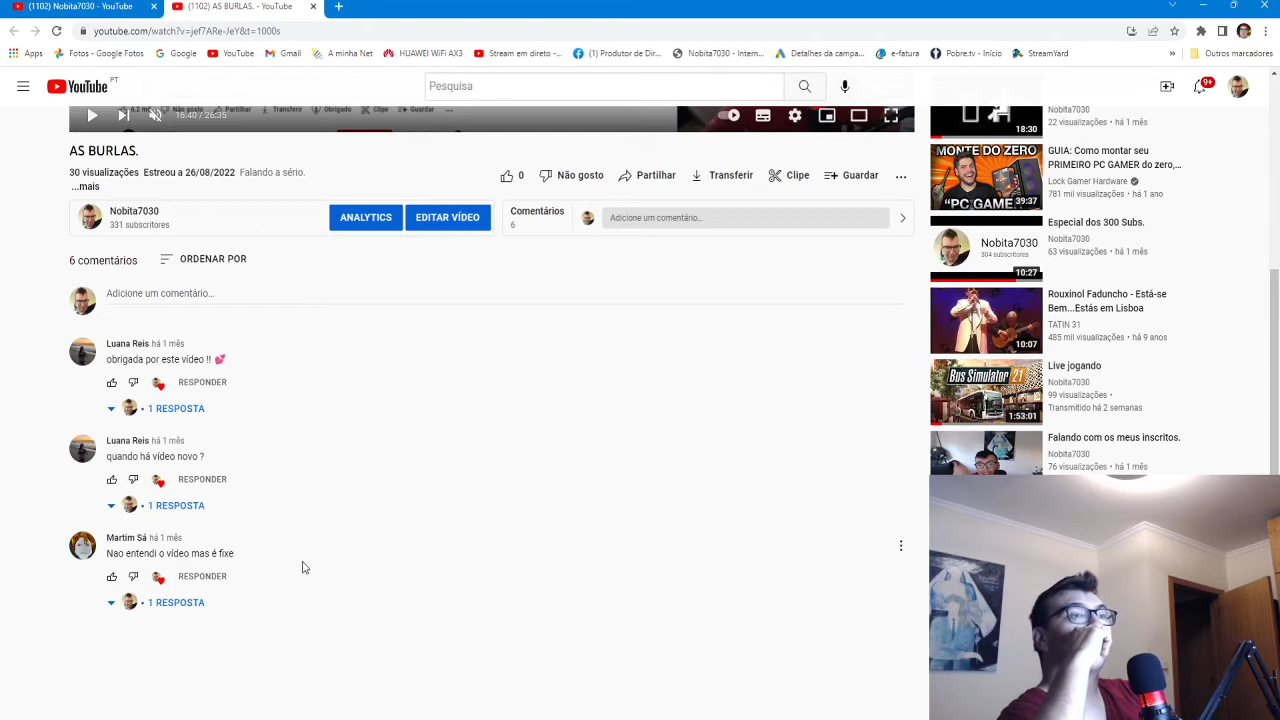 (1102) Nobita7030 - YouTube
(1102) AS BURLAS. - YouTube
youtube.com/watch?v=jef7ARe-JeY&t=1000s
Apps
Fotos - Google Fotos
Google
YouTube
Gmail
A minha Net
HUAWEI WiFi AX3
Stream em direto -...
(1) Produtor de Dir...
Nobita7030 - Intern...
Detalhes da campa...
e-fatura
Pobre.tv - Início
StreamYard
»
Outros marcadores
YouTube PT
Pesquisa
9+
16:40 / 26:35
AS BURLAS.
30 visualizações Estreou a 26/08/2022 Falando a sério.
...mais
0
Não gosto
Partilhar
Transferir
Clipe
Guardar
Nobita7030
331 subscritores
ANALYTICS
EDITAR VÍDEO
Comentários
6
Adicione um comentário...
6 comentários
ORDENAR POR
Adicione um comentário...
Luana Reis há 1 mês
obrigada por este vídeo !! 💕
RESPONDER
• 1 RESPOSTA
Luana Reis há 1 mês
quando há vídeo novo ?
RESPONDER
• 1 RESPOSTA
Martim Sá há 1 mês
Nao entendi o vídeo mas é fixe
RESPONDER
• 1 RESPOSTA
18:30
Nobita7030
22 visualizações • há 1 mês
MONTE DO ZERO
"PC GAME
39:37
GUIA: Como montar seu
PRIMEIRO PC GAMER do zero,...
Lock Gamer Hardware
781 mil visualizações • há 1 ano
Nobita7030
304 subscritores
10:27
Especial dos 300 Subs.
Nobita7030
63 visualizações • há 1 mês
10:07
Rouxinol Faduncho - Está-se
Bem...Estás em Lisboa
TATIN 31
485 mil visualizações • há 9 anos
Bus Simulator 21
1:53:01
Live jogando
Nobita7030
99 visualizações •
Transmitido há 2 semanas
Falando com os meus inscritos.
Nobita7030
76 visualizações • há 1 mês